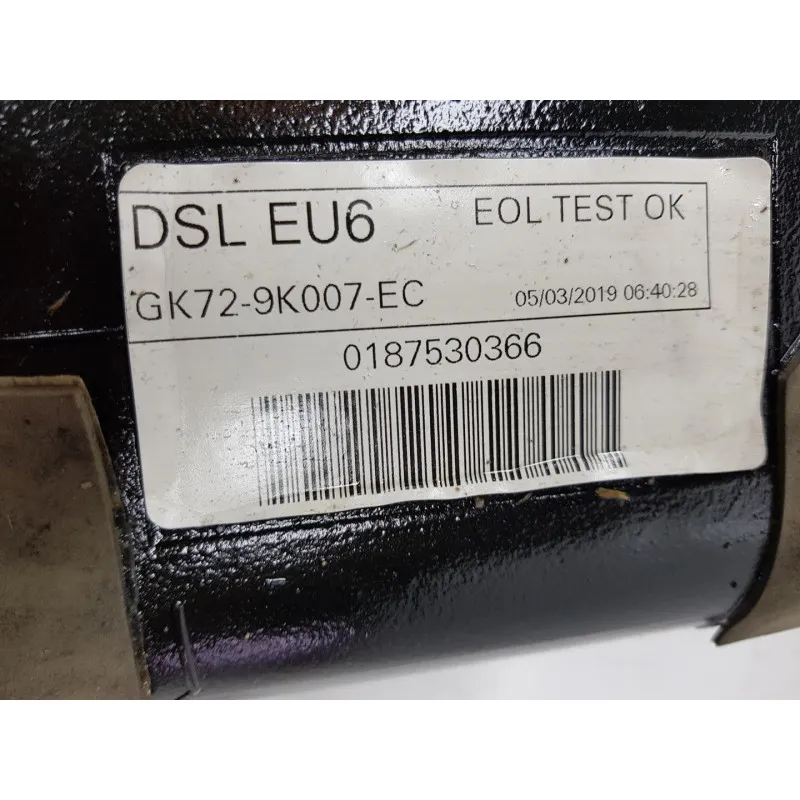 DSL EU6 EOL TEST OK
GK72-9K007-EC 05/03/2019 06:40:28
0187530366